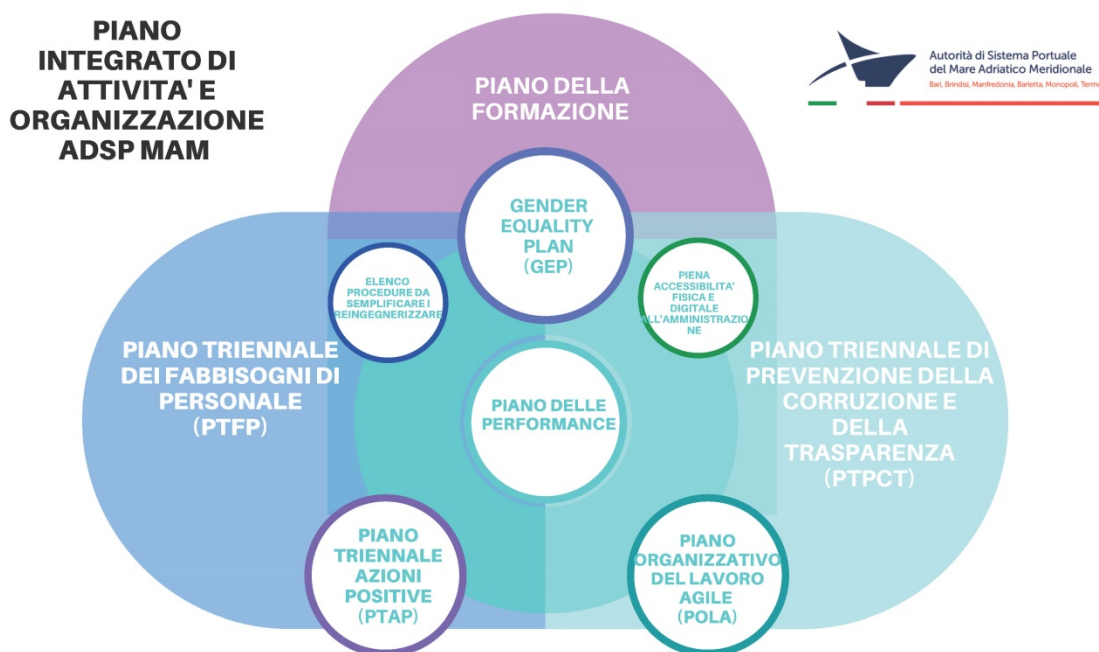 PIANO
INTEGRATO DI
ATTIVITA' E
ORGANIZZAZIONE
ADSP MAM
Autorità di Sistema Portuale
del Mare Adriatico Meridionale
Bari, Brindisi, Manfredonia, Barletta, Monopoli, Termo
PIANO DELLA
FORMAZIONE
GENDER
EQUALITY
PLAN
(GEP)
ELENCO
PROCEDURE DA
SEMPLIFICARE I
REINGEGNERIZZARE
PIENA
ACCESSIBILITA'
FISICA E
DIGITALE
ALL'AMMINISTRAZIO
NE
PIANO TRIENNALE
DEI FABBISOGNI DI
PERSONALE
(PTFP)
PIANO DELLE
PERFORMANCE
PIANO TRIENNALE DI
PREVENZIONE DELLA
CORRUZIONE E
DELLA
TRASPARENZA
(PTPCT)
PIANO
TRIENNALE
AZIONI
POSITIVE
(PTAP)
PIANO
ORGANIZZATIVO
DEL LAVORO
AGILE
(POLA)